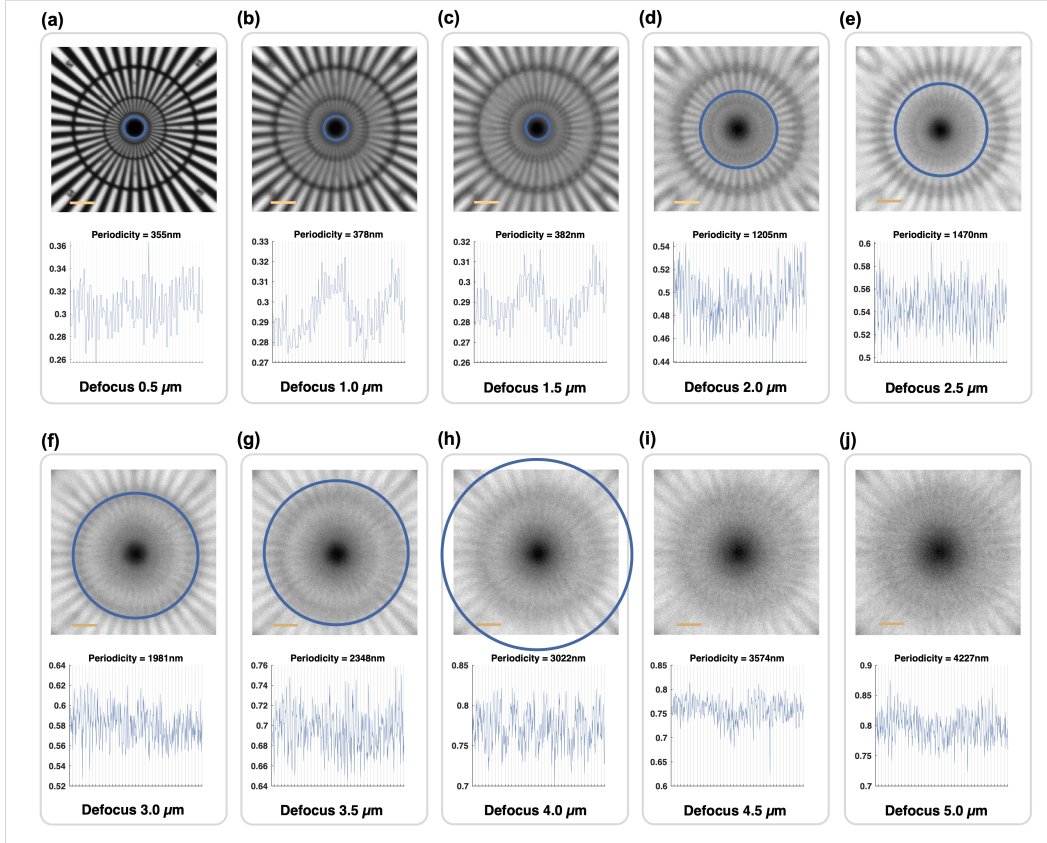 (a) (b) (c) (d) (e)
Periodicity = 355nm Periodicity = 378nm Periodicity = 382nm Periodicity = 1205nm Periodicity = 1470nm
0.36 0.33 0.32 0.54 0.6
0.34 0.32 0.31 0.52 0.58
0.32 0.31 0.3 0.5 0.56
0.3 0.3 0.29 0.48 0.54
0.28 0.29 0.28 0.46 0.52
0.26 0.28 0.27 0.44 0.5
0.27 0.26
Defocus 0.5 µm Defocus 1.0 µm Defocus 1.5 µm Defocus 2.0 µm Defocus 2.5 µm
(f) (g) (h) (i) (j)
Periodicity = 1981nm Periodicity = 2348nm Periodicity = 3022nm Periodicity = 3574nm Periodicity = 4227nm
0.64 0.76 0.85 0.85 0.9
0.62 0.74 0.8 0.8 0.85
0.6 0.72 0.75 0.75 0.8
0.58 0.7 0.7 0.7 0.75
0.56 0.68 0.65 0.7
0.54 0.66 0.6
0.52 0.64
Defocus 3.0 µm Defocus 3.5 µm Defocus 4.0 µm Defocus 4.5 µm Defocus 5.0 µm